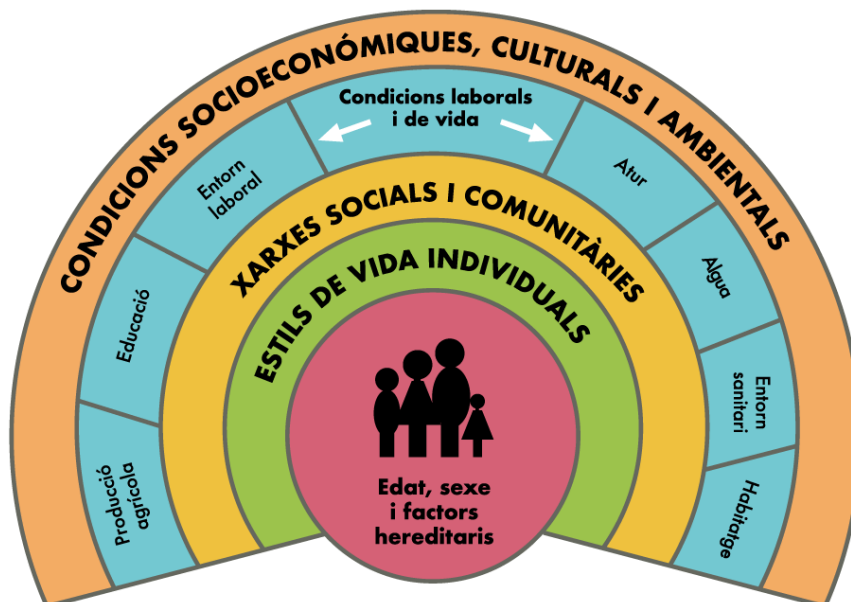 CONDICIONS SOCIOECONÓMIQUES, CULTURALS I AMBIENTALS
Condicions laborals
i de vida
Producció
agrícola
Educació
Entorn
laboral
Atur
Algua
Entorn
sanitari
Habitatge
XARXES SOCIALS I COMUNITÀRIES
ESTILS DE VIDA INDIVIDUALS
Edat, sexe
i factors
hereditaris